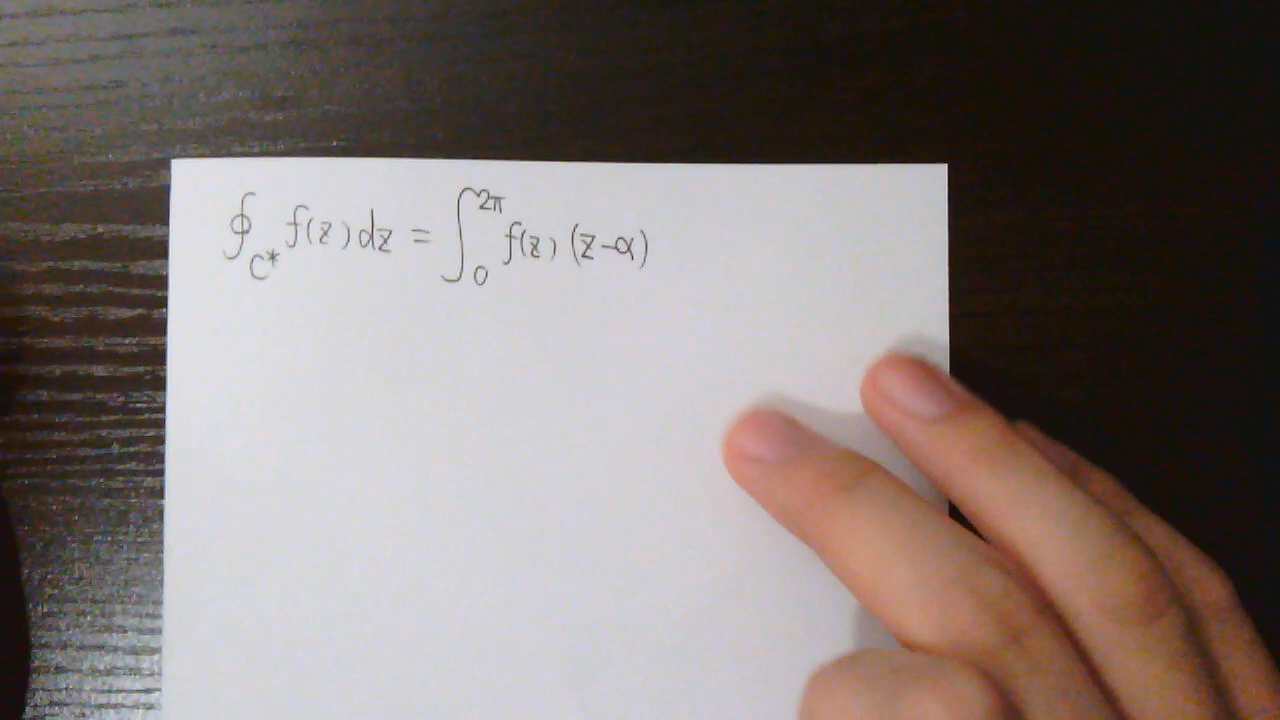 ∮_{C*} f(z) dz = ∫_0^{2π} f(z) (z-α)